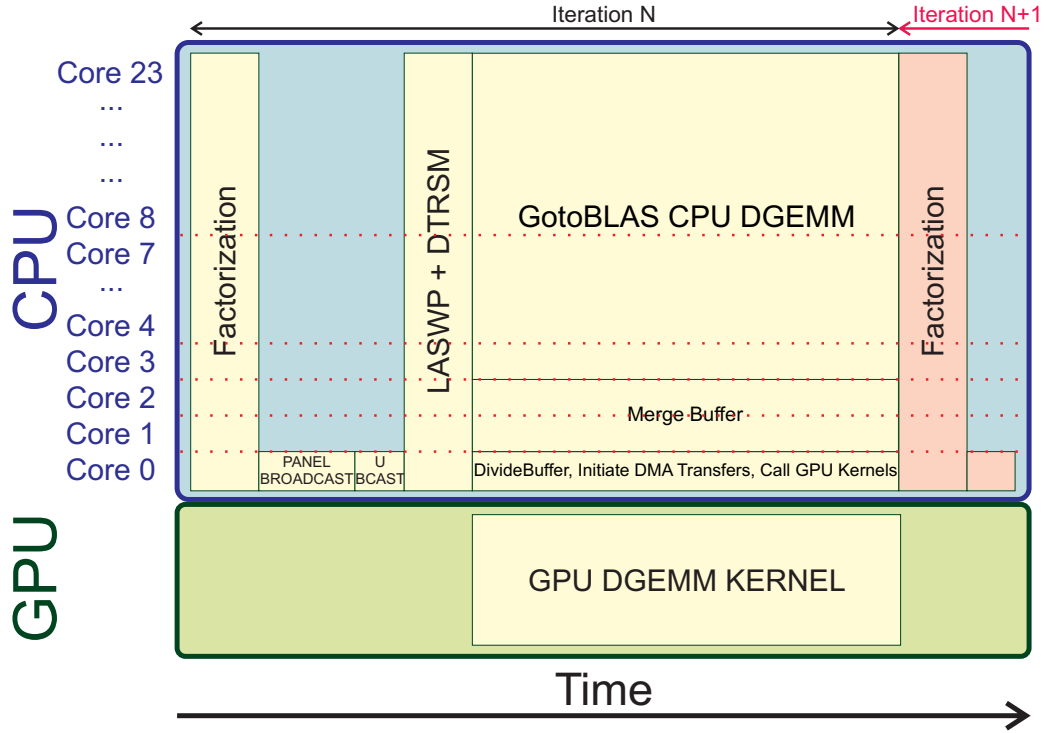 Iteration N
Iteration N+1
CPU
Core 23
...
...
...
Core 8
Core 7
...
Core 4
Core 3
Core 2
Core 1
Core 0
Factorization
PANEL
BROADCAST
U
BCAST
LASWP + DTRSM
GotoBLAS CPU DGEMM
Merge Buffer
DivideBuffer, Initiate DMA Transfers, Call GPU Kernels
Factorization
GPU
GPU DGEMM KERNEL
Time